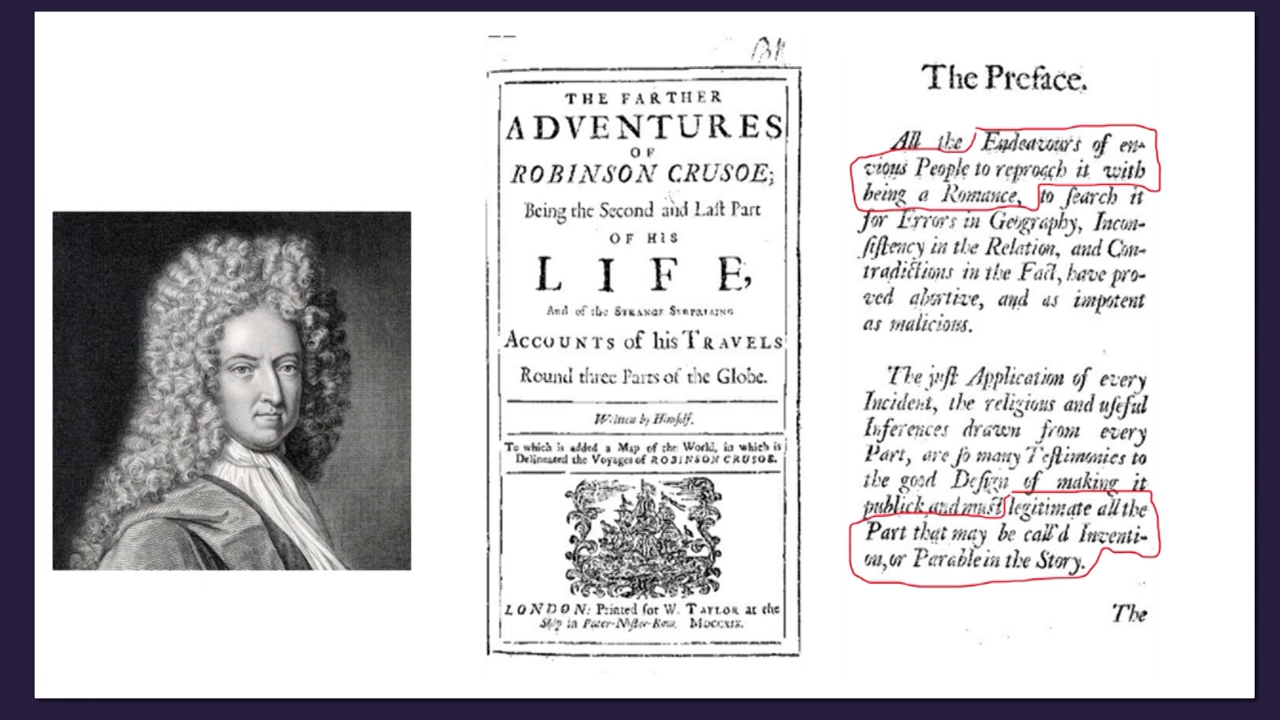 THE FARTHER
ADVENTURES
OF
ROBINSON CRUSOE;
Being the Second and Laſt Part
OF HIS
LIFE,
And of the STRANGE SURPRIZING
ACCOUNTS of his TRAVELS
Round three Parts of the Globe.
Written by Himſelf.
To which is added a Map of the World, in which is
Delineated the Voyages of ROBINSON CRUSOE.
LONDON: Printed for W. TAYLOR at the
Ship in Pater-Noſter-Row. MDCCXIX.
The Preface.
All the Endeavours of en-
vious People to reproach it with
being a Romance, to ſearch it
for Errors in Geography, Incon-
ſiſtency in the Relation, and Con-
tradictions in the Fact, have pro-
ved abortive, and as impotent
as malicious.
The juſt Application of every
Incident, the religious and uſeful
Inferences drawn from every
Part, are ſo many Teſtimonies to
the good Deſign of making it
publick, and muſt legitimate all the
Part that may be call'd Inventi-
on, or Parable in the Story.
The